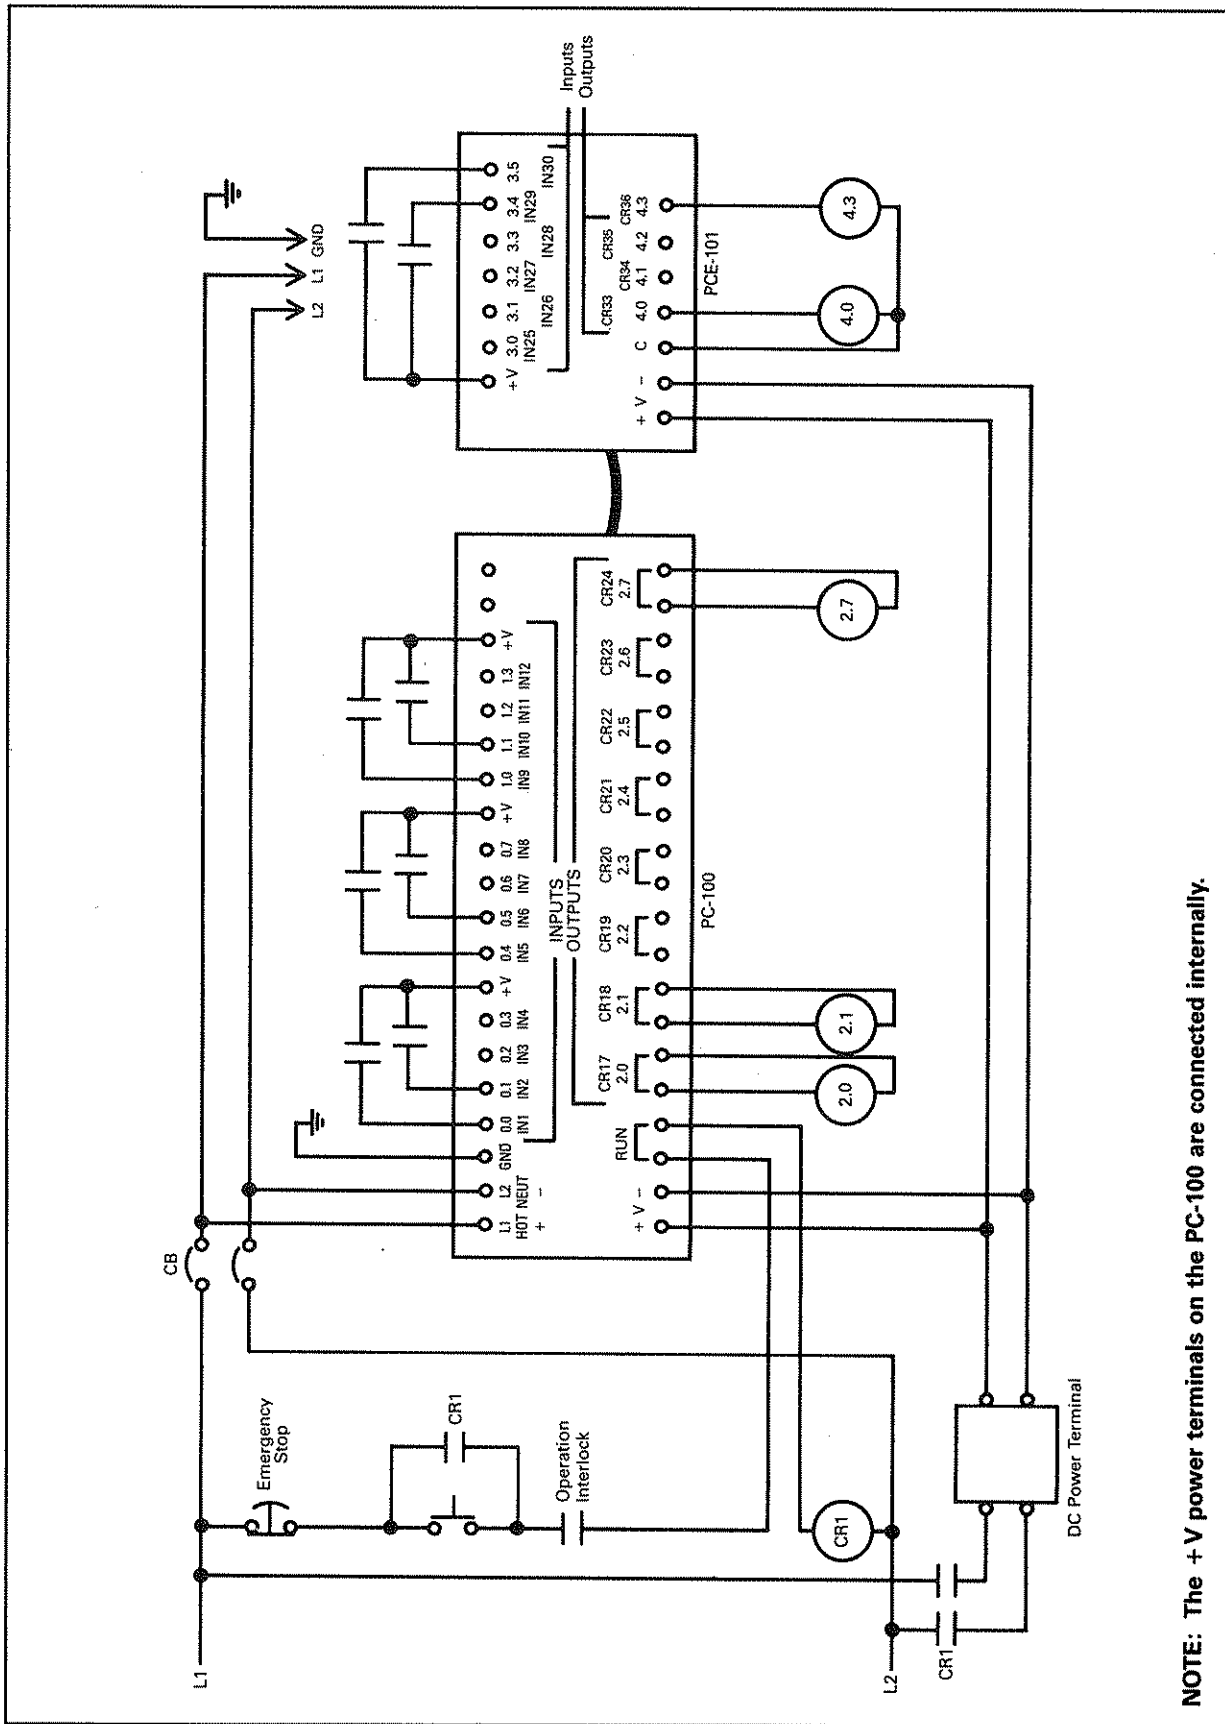 L1
Emergency
Stop
CR1
Operation
Interlock
CB
L2
L1
GND
L1 L2 GND 0.0 0.1 0.2 0.3 +V 0.4 0.5 0.6 0.7 +V 1.0 1.1 1.2 1.3 +V
HOT NEUT IN1 IN2 IN3 IN4 IN5 IN6 IN7 IN8 IN9 IN10 IN11 IN12
+ -
INPUTS
OUTPUTS
RUN CR17 CR18 CR19 CR20 CR21 CR22 CR23 CR24
2.0 2.1 2.2 2.3 2.4 2.5 2.6 2.7
+ V -
PC-100
2.0
2.1
2.7
+V 3.0 3.1 3.2 3.3 3.4 3.5
IN25 IN26 IN27 IN28 IN29 IN30
Inputs
Outputs
CR33 CR34 CR35 CR36
+ V - C 4.0 4.1 4.2 4.3
PCE-101
4.0
4.3
CR1
L2
CR1
DC Power Terminal
NOTE: The + V power terminals on the PC-100 are connected internally.